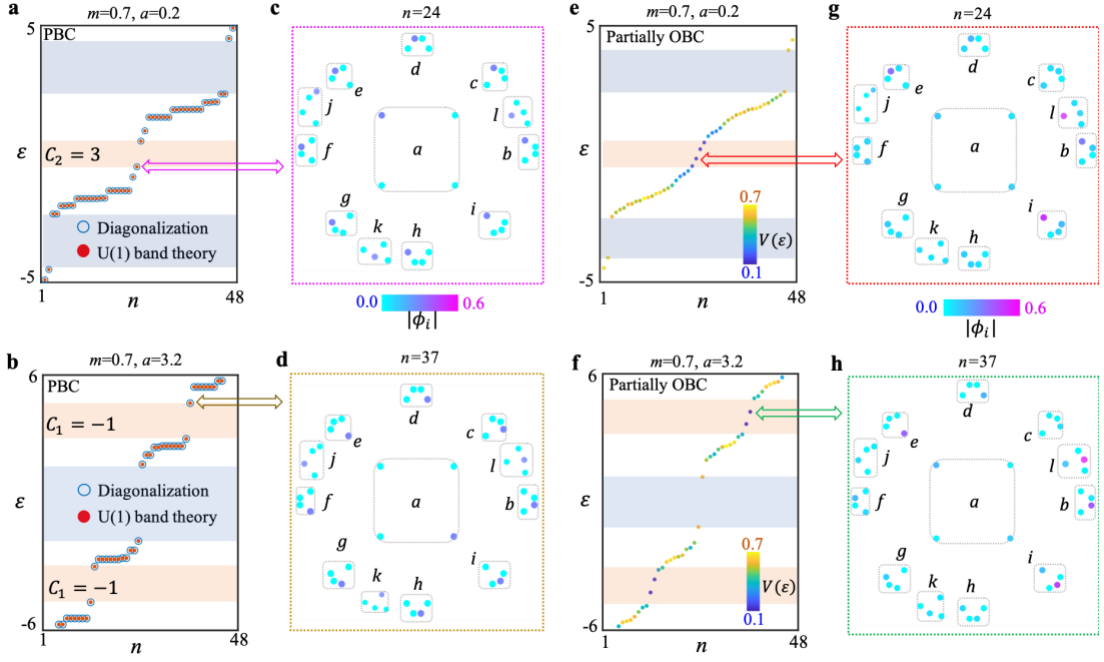 a
m=0.7, a=0.2
5
PBC
ε
C₂ = 3
Diagonalization
U(1) band theory
-5
1
n
48
c
n=24
d
e
c
j
l
f
a
b
g
i
k
h
0.0
0.6
|ϕᵢ|
e
m=0.7, a=0.2
5
Partially OBC
ε
0.7
V(ε)
0.1
-5
1
n
48
g
n=24
d
e
c
j
l
f
a
b
g
i
k
h
0.0
0.6
|ϕᵢ|
b
m=0.7, a=3.2
6
PBC
C₁ = −1
ε
Diagonalization
U(1) band theory
C₁ = −1
-6
1
n
48
d
n=37
d
e
c
j
l
f
a
b
g
i
k
h
f
m=0.7, a=3.2
6
Partially OBC
ε
0.7
V(ε)
0.1
-6
1
n
48
h
n=37
d
e
c
j
l
f
a
b
g
i
k
h